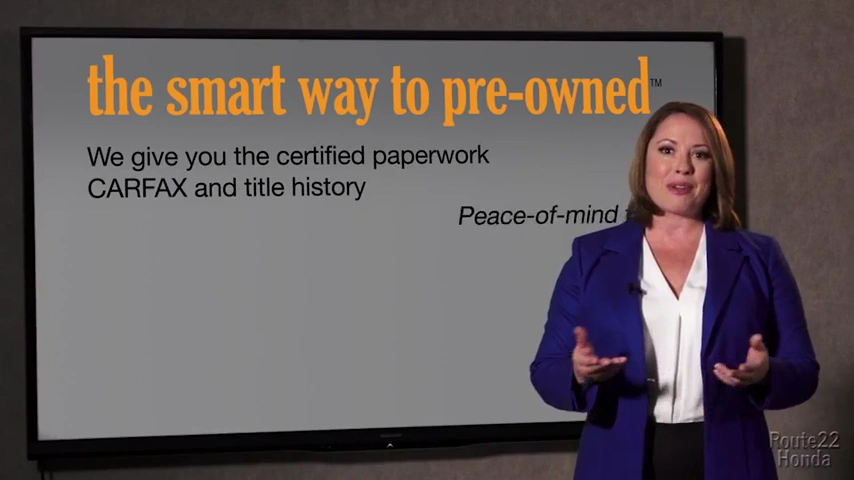 the smart way to pre-owned™
We give you the certified paperwork
CARFAX and title history
Peace-of-mind
Route22
Honda